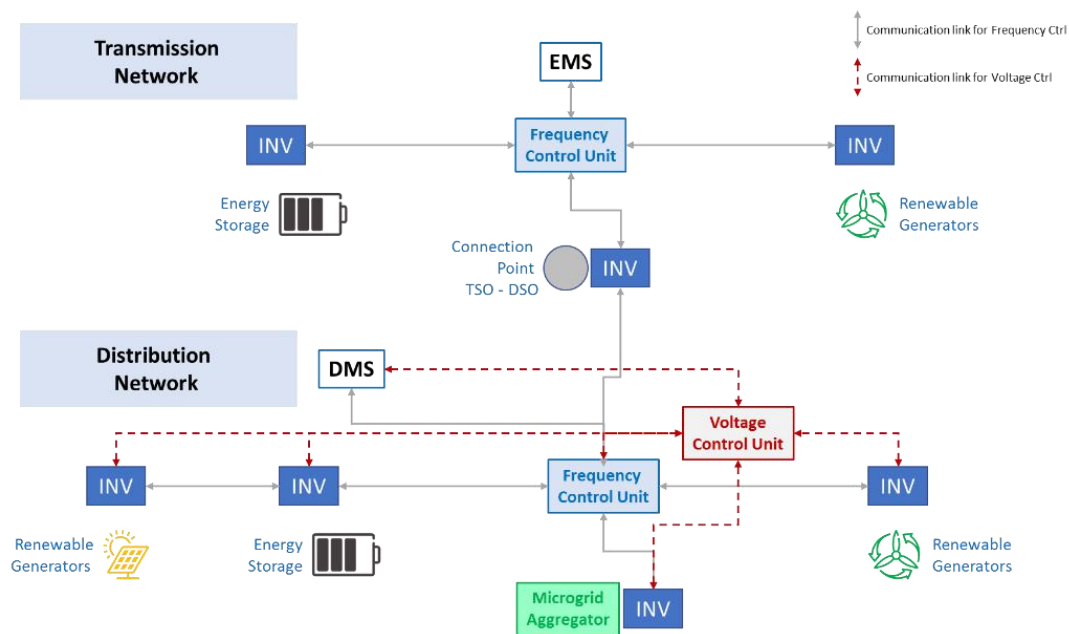 Transmission
Network
EMS
Communication link for Frequency Ctrl
Communication link for Voltage Ctrl
INV
Frequency
Control Unit
INV
Energy
Storage
Renewable
Generators
Connection
Point
TSO - DSO
INV
Distribution
Network
DMS
Voltage
Control Unit
INV
INV
Frequency
Control Unit
INV
Renewable
Generators
Energy
Storage
Renewable
Generators
Microgrid
Aggregator
INV